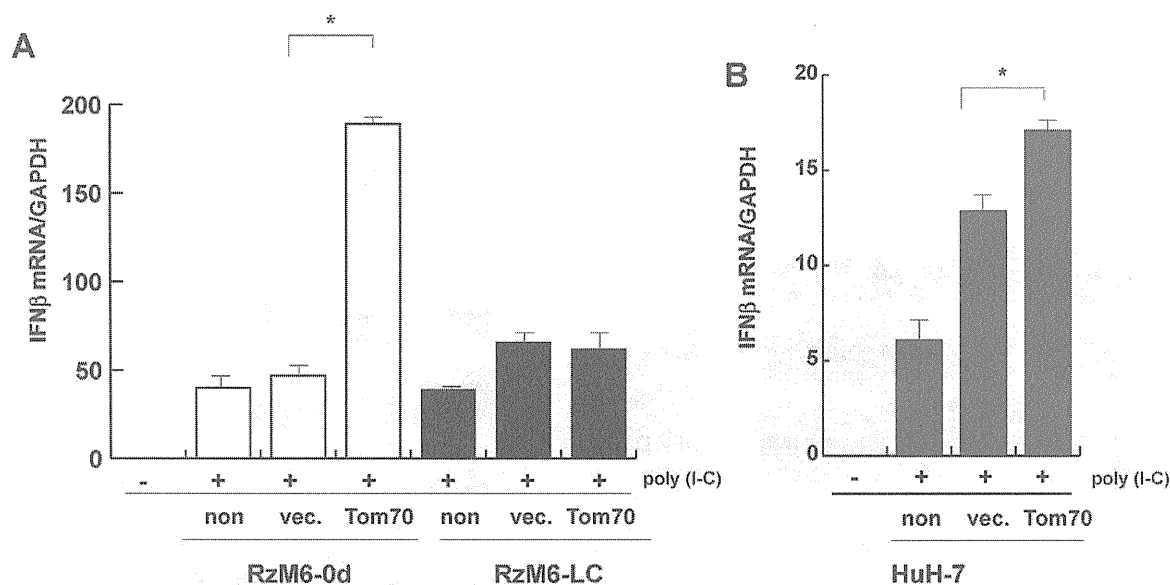 A
*
IFNβ mRNA/GAPDH
200
150
100
50
0
- + + + + + + poly (I-C)
non vec. Tom70 non vec. Tom70
RzM6-0d RzM6-LC
B
*
IFNβ mRNA/GAPDH
20
15
10
5
0
- + + + poly (I-C)
non vec. Tom70
HuH-7